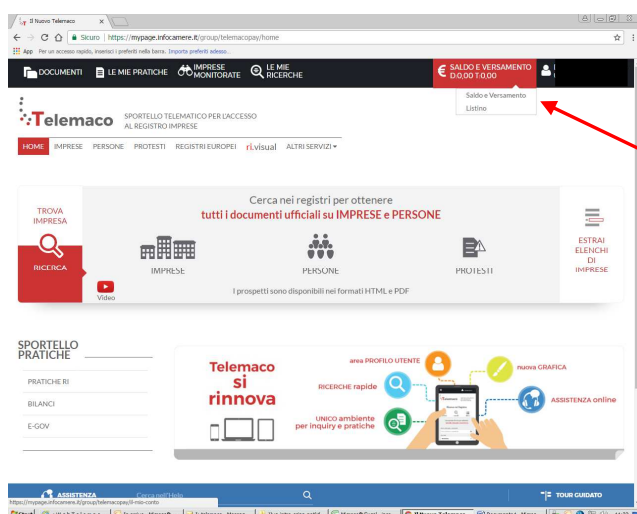 Il Nuovo Telemaco
Sicuro | https://mypage.infocamere.it/group/telemacopay/home
App Per un accesso rapido, inserisci i preferiti nella barra. Importa preferiti adesso...
DOCUMENTI
LE MIE PRATICHE
IMPRESE
MONITORATE
LE MIE
RICERCHE
€ SALDO E VERSAMENTO
D:0,00 T:0,00
Saldo e Versamento
Listino
Telemaco
SPORTELLO TELEMATICO PER L'ACCESSO
AL REGISTRO IMPRESE
HOME IMPRESE PERSONE PROTESTI REGISTRI EUROPEI ri.visual ALTRI SERVIZI
TROVA
IMPRESA
RICERCA
Video
Cerca nei registri per ottenere
tutti i documenti ufficiali su IMPRESE e PERSONE
IMPRESE
PERSONE
PROTESTI
I prospetti sono disponibili nei formati HTML e PDF
ESTRAI
ELENCHI
DI
IMPRESE
SPORTELLO
PRATICHE
PRATICHE RI
BILANCI
E-GOV
Telemaco
si
rinnova
area PROFILO UTENTE
RICERCHE rapide
UNICO ambiente
per inquiry e pratiche
nuova GRAFICA
ASSISTENZA online
ASSISTENZA
Cerca nell'Help
TOUR GUIDATO
https://mypage.infocamere.it/group/telemacopay/il-mio-conto